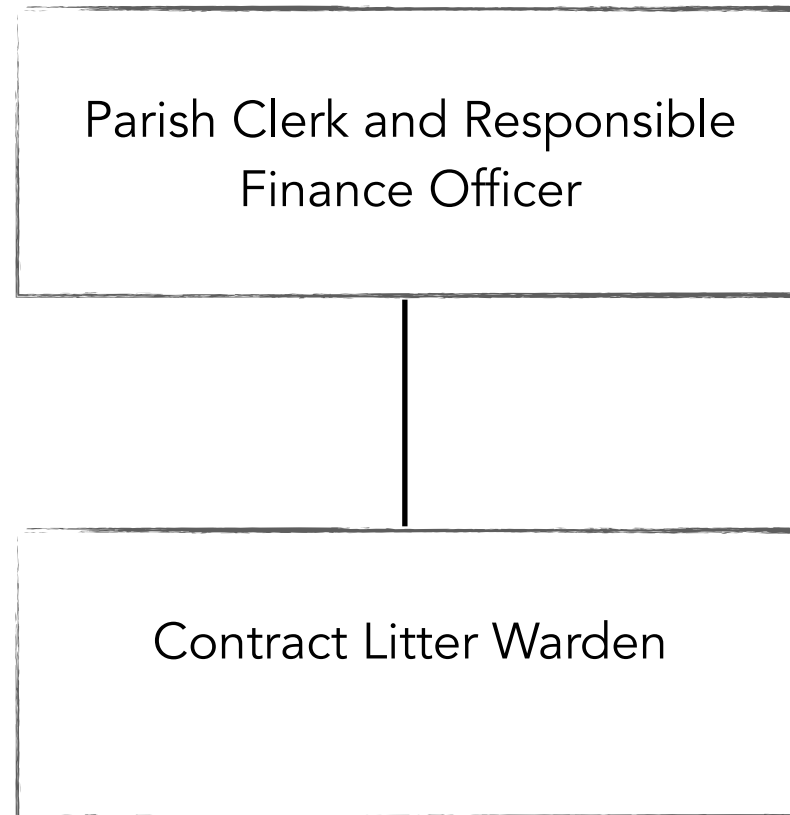 Parish Clerk and Responsible
Finance Officer
Contract Litter Warden